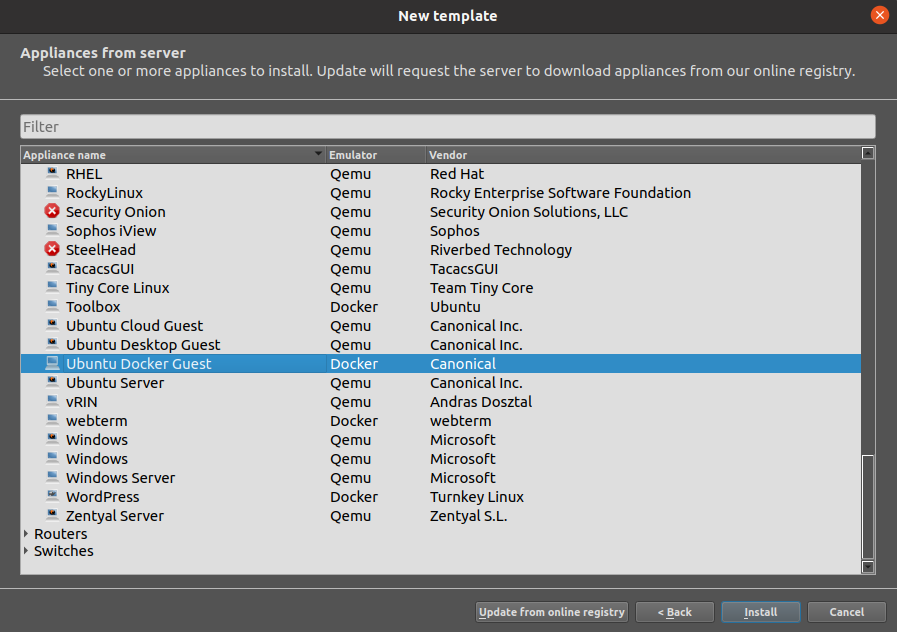 New template
Appliances from server
Select one or more appliances to install. Update will request the server to download appliances from our online registry.
Filter
Appliance name Emulator Vendor
RHEL Qemu Red Hat
RockyLinux Qemu Rocky Enterprise Software Foundation
Security Onion Qemu Security Onion Solutions, LLC
Sophos iView Qemu Sophos
SteelHead Qemu Riverbed Technology
TacacsGUI Qemu TacacsGUI
Tiny Core Linux Qemu Team Tiny Core
Toolbox Docker Ubuntu
Ubuntu Cloud Guest Qemu Canonical Inc.
Ubuntu Desktop Guest Qemu Canonical Inc.
Ubuntu Docker Guest Docker Canonical
Ubuntu Server Qemu Canonical Inc.
vRIN Qemu Andras Dosztal
webterm Docker webterm
Windows Qemu Microsoft
Windows Qemu Microsoft
Windows Server Qemu Microsoft
WordPress Docker Turnkey Linux
Zentyal Server Qemu Zentyal S.L.
Routers
Switches
Update from online registry < Back Install Cancel